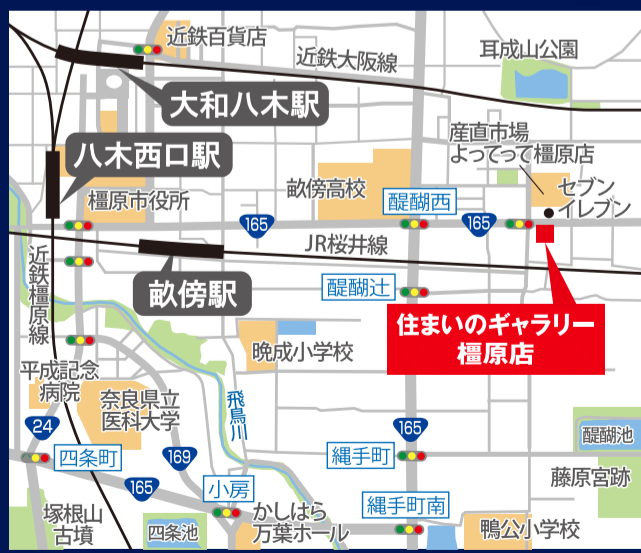 近鉄百貨店
近鉄大阪線
耳成山公園
大和八木駅
産直市場
よってって橿原店
八木西口駅
畝傍高校
セブン
イレブン
橿原市役所
醍醐西
165
165
JR桜井線
近鉄橿原線
畝傍駅
醍醐辻
住まいのギャラリー
橿原店
晩成小学校
平成記念
病院
奈良県立
医科大学
飛鳥川
24
165
醍醐池
四条町
169
縄手町
165
小房
藤原宮跡
塚根山
古墳
四条池
かしはら
万葉ホール
縄手町南
鴨公小学校